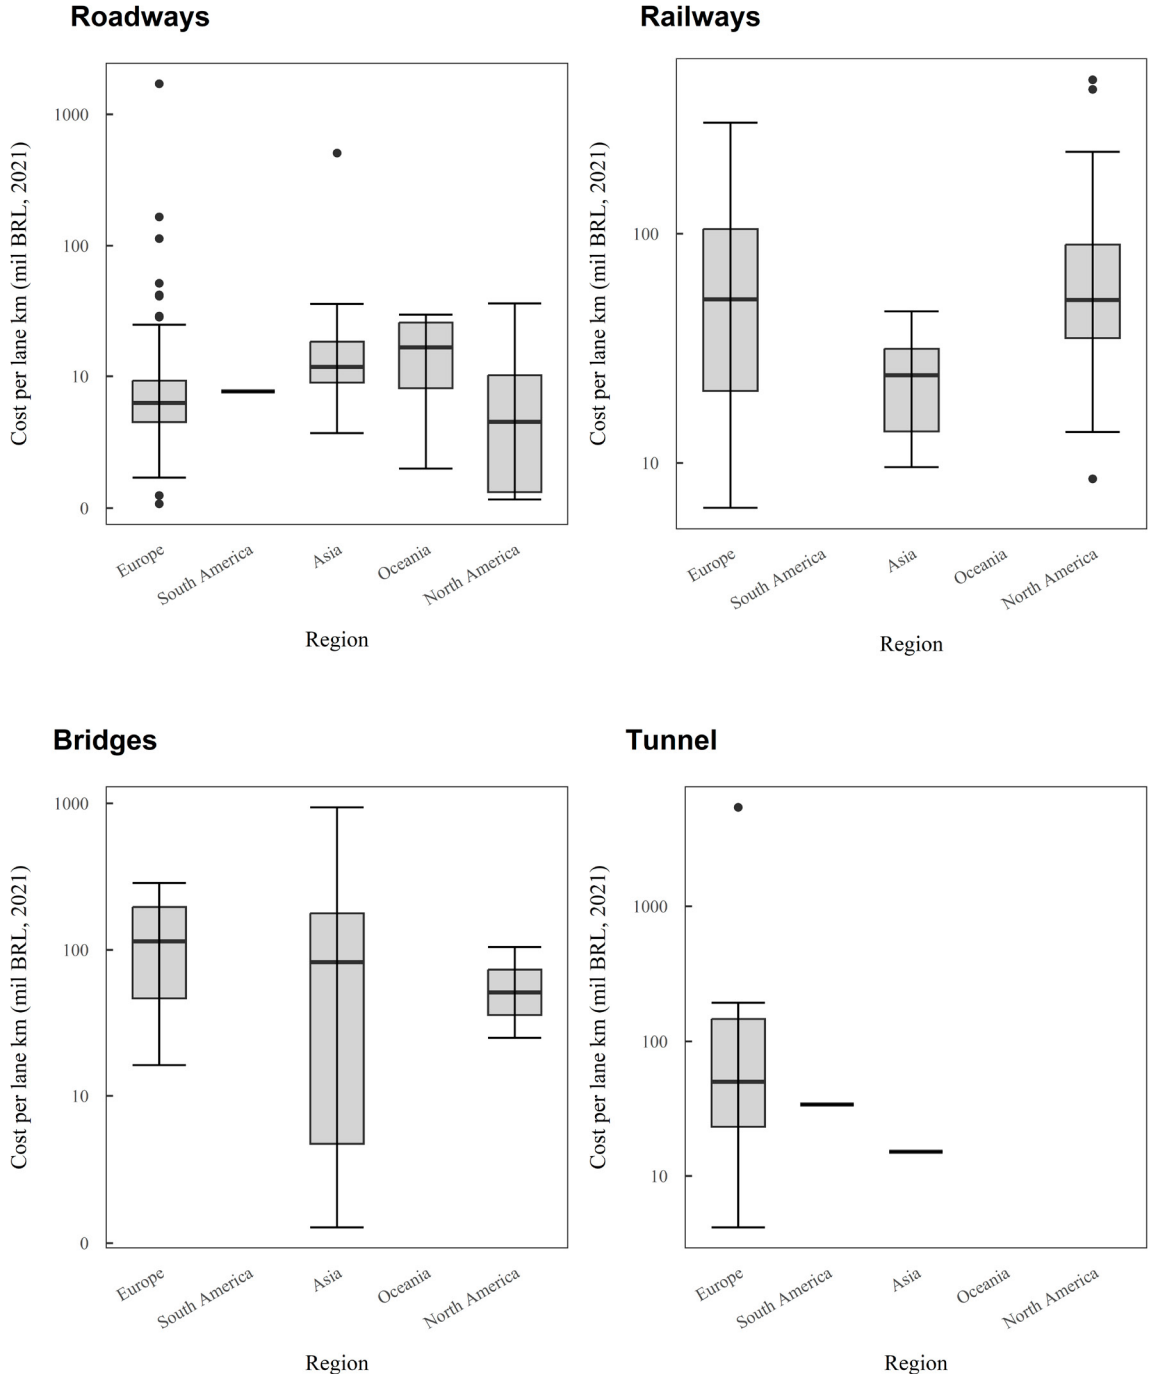 Roadways
Cost per lane km (mil BRL, 2021)
1000
100
10
0
Europe
South America
Asia
Oceania
North America
Region
Railways
Cost per lane km (mil BRL, 2021)
100
10
Europe
South America
Asia
Oceania
North America
Region
Bridges
Cost per lane km (mil BRL, 2021)
1000
100
10
0
Europe
South America
Asia
Oceania
North America
Region
Tunnel
Cost per lane km (mil BRL, 2021)
1000
100
10
Europe
South America
Asia
Oceania
North America
Region